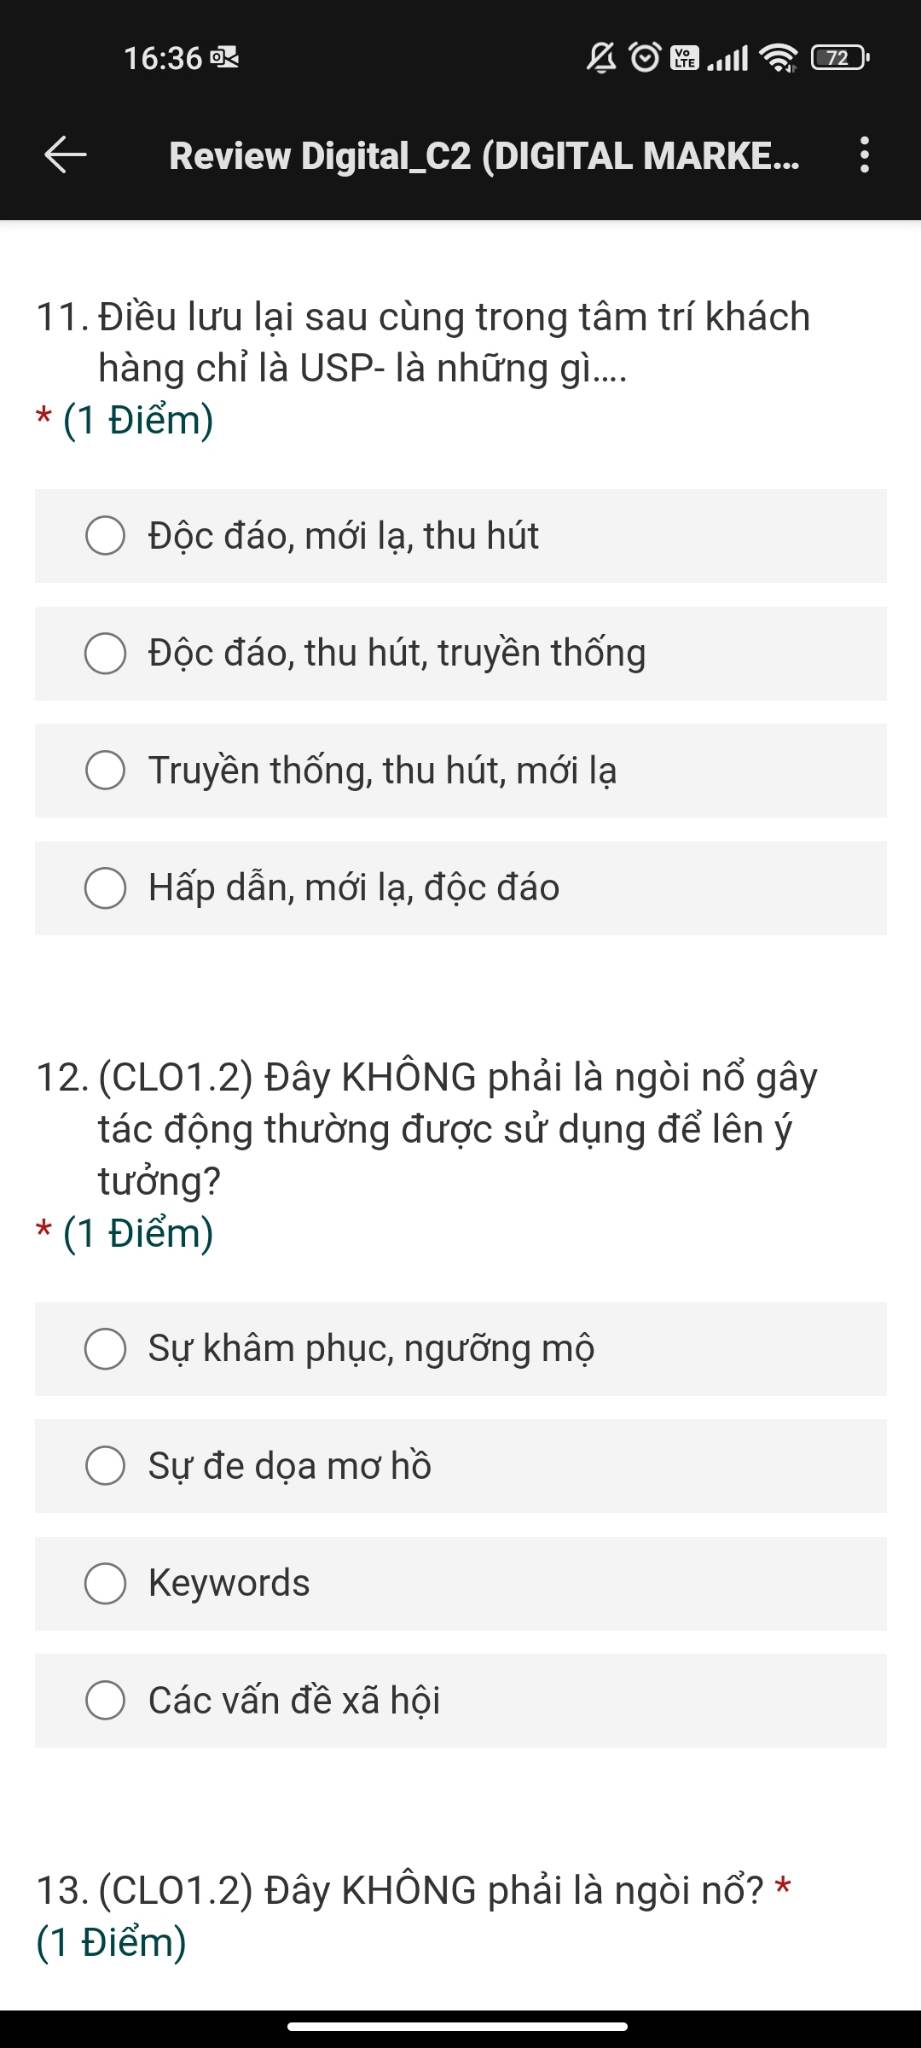 16:36
Vo
LTE
72
Review Digital_C2 (DIGITAL MARKE...
11. Điều lưu lại sau cùng trong tâm trí khách
hàng chỉ là USP- là những gì....
* (1 Điểm)
Độc đáo, mới lạ, thu hút
Độc đáo, thu hút, truyền thống
Truyền thống, thu hút, mới lạ
Hấp dẫn, mới lạ, độc đáo
12. (CLO1.2) Đây KHÔNG phải là ngòi nổ gây
tác động thường được sử dụng để lên ý
tưởng?
* (1 Điểm)
Sự khâm phục, ngưỡng mộ
Sự đe dọa mơ hồ
Keywords
Các vấn đề xã hội
13. (CLO1.2) Đây KHÔNG phải là ngòi nổ? *
(1 Điểm)